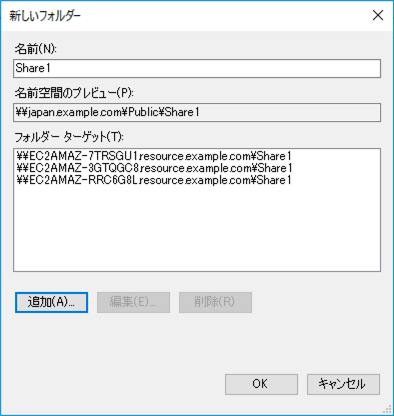 新しいフォルダー
名前(N):
Share1
名前空間のプレビュー(P):
¥¥japan.example.com¥Public¥Share1
フォルダー ターゲット(T):
¥¥EC2AMAZ-7TRSGU1.resource.example.com¥Share1
¥¥EC2AMAZ-3GTQGC8.resource.example.com¥Share1
¥¥EC2AMAZ-RRC6G8L.resource.example.com¥Share1
追加(A)... 編集(E)... 削除(R)
OK キャンセル